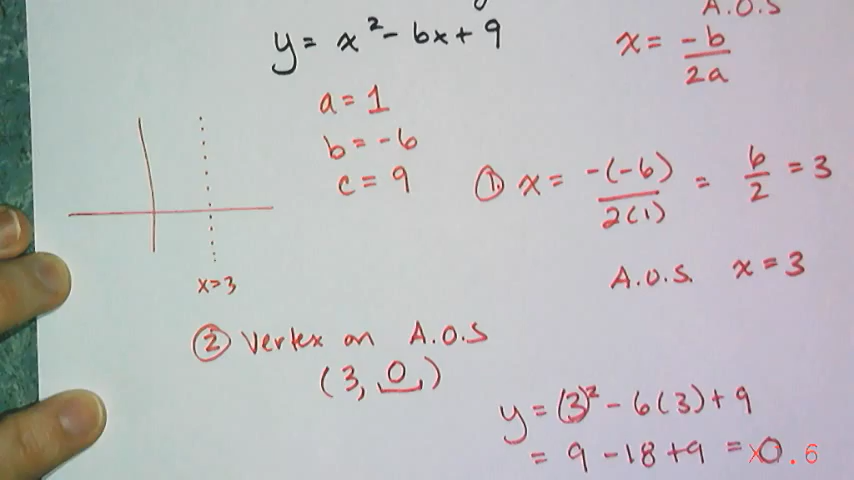 A.O.S
y = x² - 6x + 9
x = -b / 2a
a = 1
b = -6
c = 9
① x = -(-6) / 2(1) = 6 / 2 = 3
x=3
A.O.S. x = 3
② Vertex on A.O.S
(3, 0)
y = (3)² - 6(3) + 9
= 9 - 18 + 9 = 0